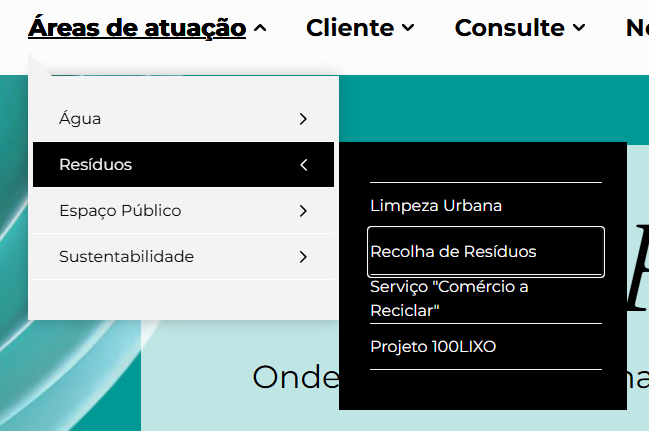 Áreas de atuação Cliente Consulte
Água
Resíduos
Espaço Público
Sustentabilidade
Limpeza Urbana
Recolha de Resíduos
Serviço "Comércio a
Reciclar"
Projeto 100LIXO
Onde